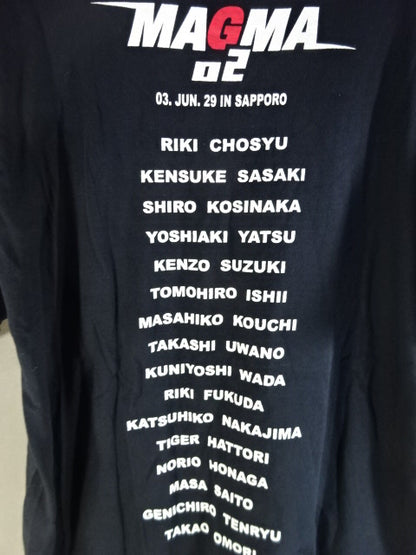 MAGMA
02
03. JUN. 29 IN SAPPORO
RIKI CHOSYU
KENSUKE SASAKI
SHIRO KOSINAKA
YOSHIAKI YATSU
KENZO SUZUKI
TOMOHIRO ISHII
MASAHIKO KOUCHI
TAKASHI UWANO
KUNIYOSHI WADA
RIKI FUKUDA
KATSUHIKO NAKAJIMA
TIGER HATTORI
NORIO HONAGA
MASA SAITO
GENICHIRO TENRYU
TAKAO OMORI